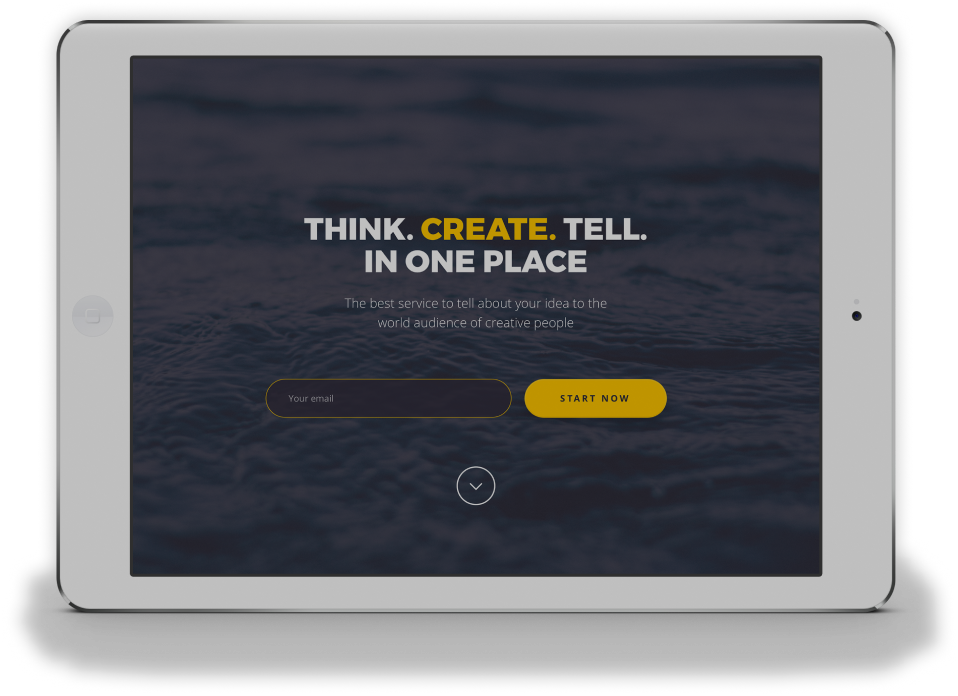 THINK. CREATE. TELL.
IN ONE PLACE
The best service to tell about your idea to the
world audience of creative people
Your email
START NOW